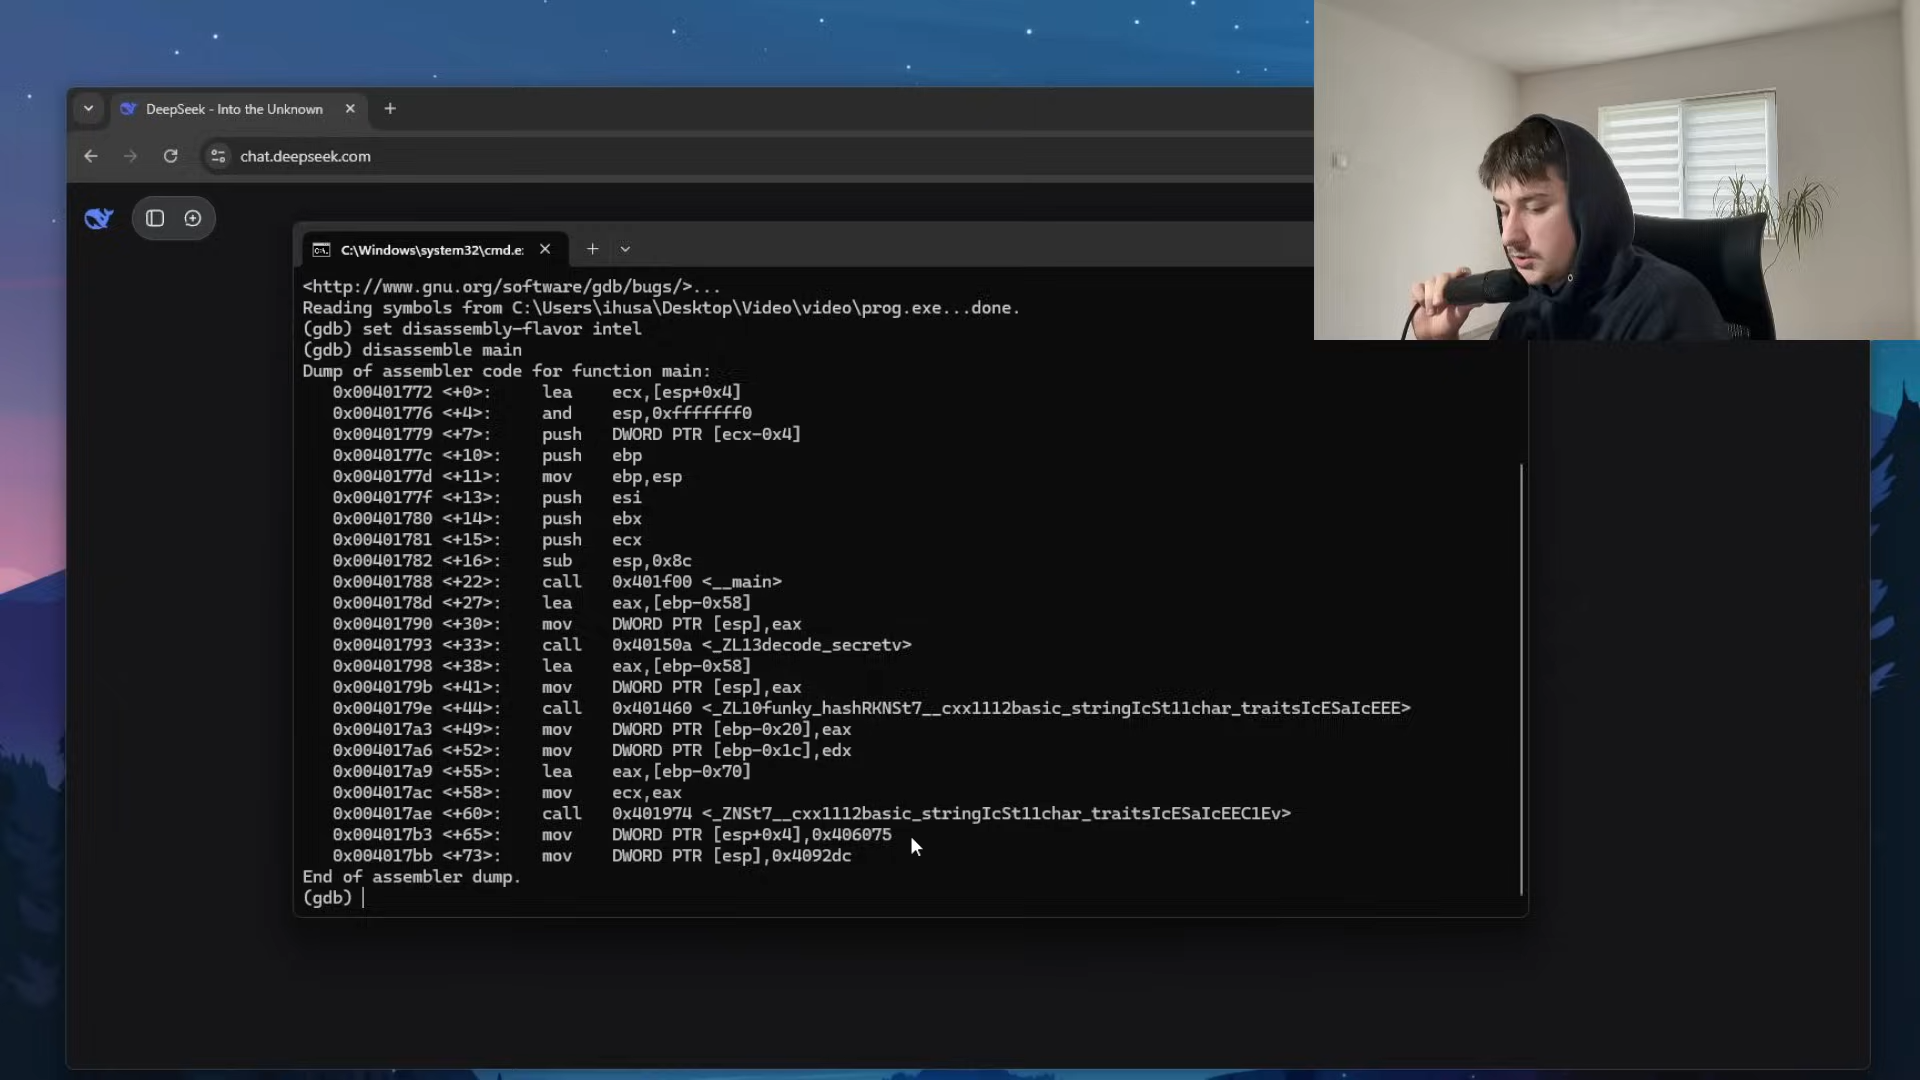 DeepSeek - Into the Unknown
chat.deepseek.com
C:\Windows\system32\cmd.e
<http://www.gnu.org/software/gdb/bugs/>...
Reading symbols from C:\Users\ihusa\Desktop\Video\video\prog.exe...done.
(gdb) set disassembly-flavor intel
(gdb) disassemble main
Dump of assembler code for function main:
0x00401772 <+0>: lea ecx,[esp+0x4]
0x00401776 <+4>: and esp,0xfffffff0
0x00401779 <+7>: push DWORD PTR [ecx-0x4]
0x0040177c <+10>: push ebp
0x0040177d <+11>: mov ebp,esp
0x0040177f <+13>: push esi
0x00401780 <+14>: push ebx
0x00401781 <+15>: push ecx
0x00401782 <+16>: sub esp,0x8c
0x00401788 <+22>: call 0x401f00 <__main>
0x0040178d <+27>: lea eax,[ebp-0x58]
0x00401790 <+30>: mov DWORD PTR [esp],eax
0x00401793 <+33>: call 0x40150a <_ZL13decode_secretv>
0x00401798 <+38>: lea eax,[ebp-0x58]
0x0040179b <+41>: mov DWORD PTR [esp],eax
0x0040179e <+44>: call 0x401460 <_ZL10funky_hashRKNSt7__cxx1112basic_stringIcSt11char_traitsIcESaIcEEE>
0x004017a3 <+49>: mov DWORD PTR [ebp-0x20],eax
0x004017a6 <+52>: mov DWORD PTR [ebp-0x1c],edx
0x004017a9 <+55>: lea eax,[ebp-0x70]
0x004017ac <+58>: mov ecx,eax
0x004017ae <+60>: call 0x401974 <_ZNSt7__cxx1112basic_stringIcSt11char_traitsIcESaIcEEC1Ev>
0x004017b3 <+65>: mov DWORD PTR [esp+0x4],0x406075
0x004017bb <+73>: mov DWORD PTR [esp],0x4092dc
End of assembler dump.
(gdb)